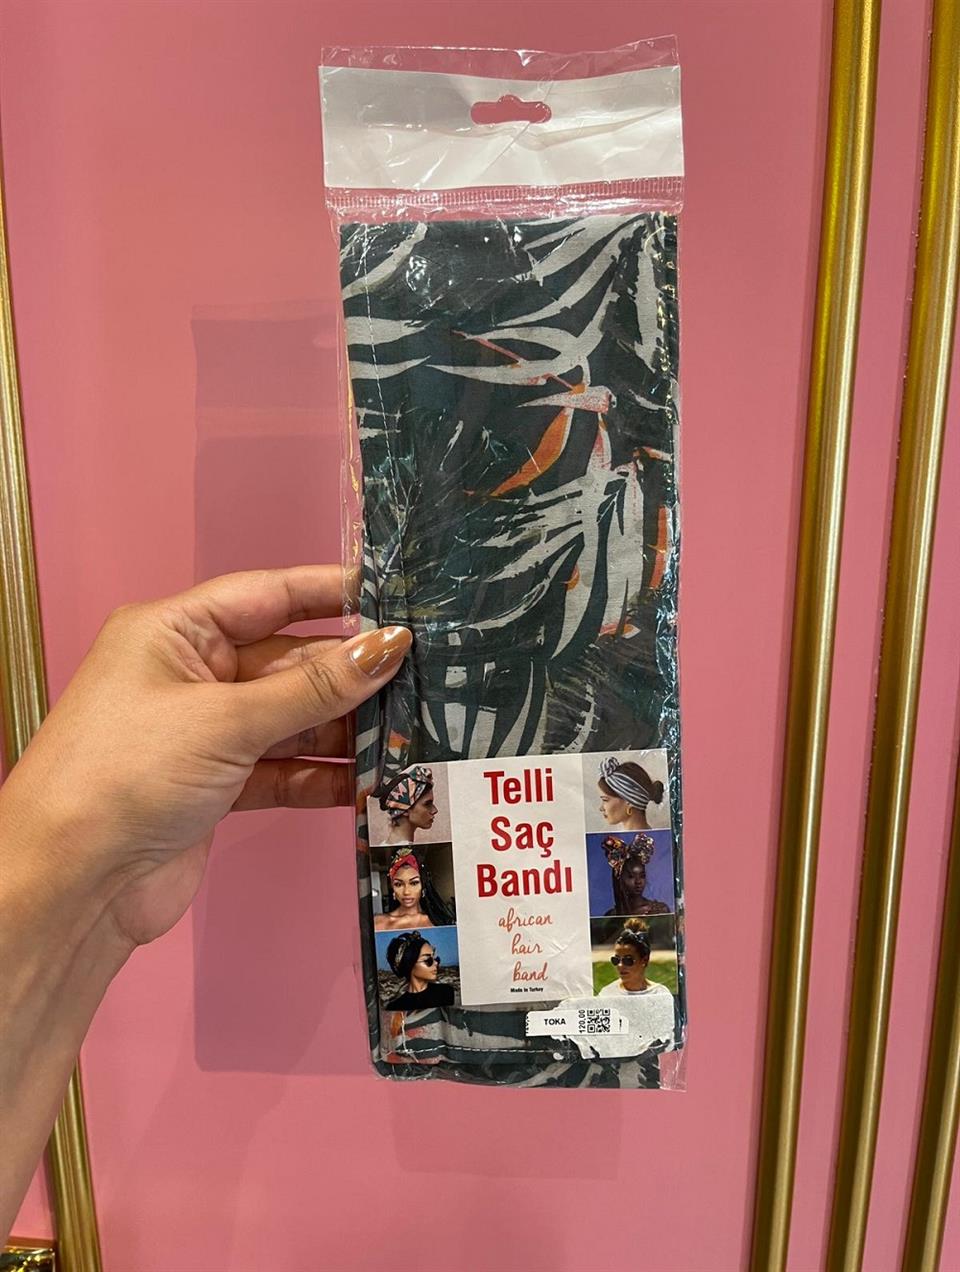 Telli
Saç
Bandı
african
hair
band
Made in Turkey
TOKA
120,00